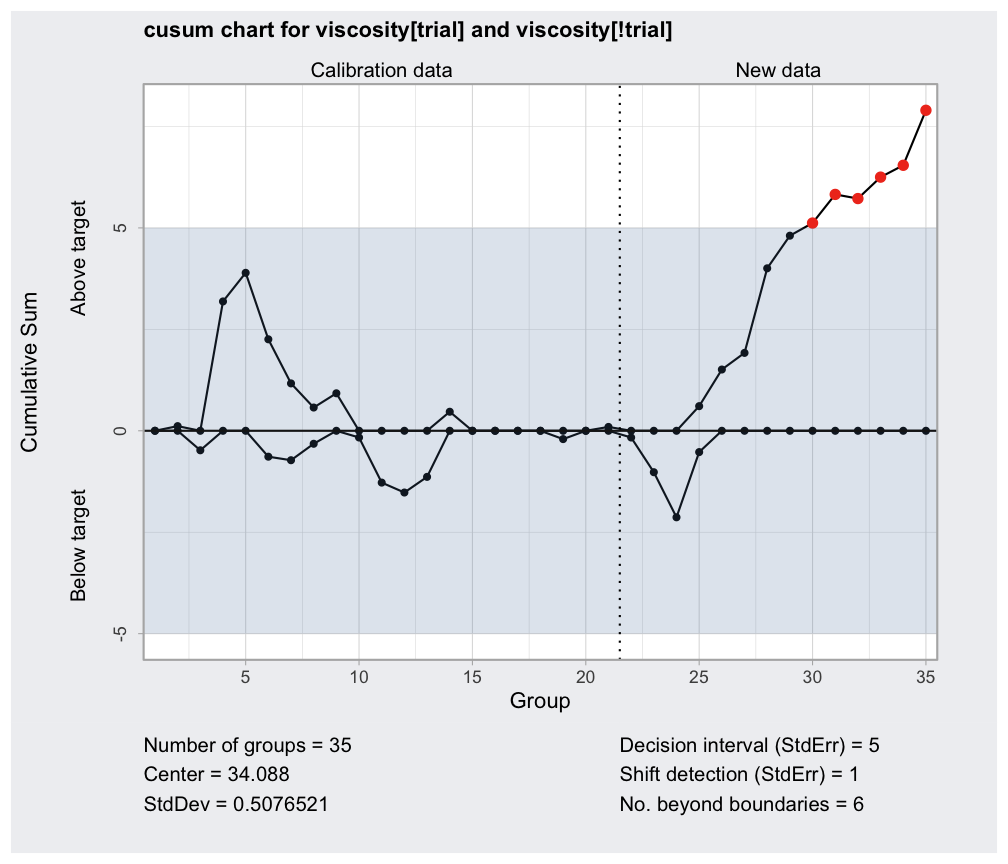 cusum chart for viscosity[trial] and viscosity[!trial]
Calibration data
New data
Cumulative Sum
Above target
Below target
5
0
-5
5
10
15
20
25
30
35
Group
Number of groups = 35
Center = 34.088
StdDev = 0.5076521
Decision interval (StdErr) = 5
Shift detection (StdErr) = 1
No. beyond boundaries = 6